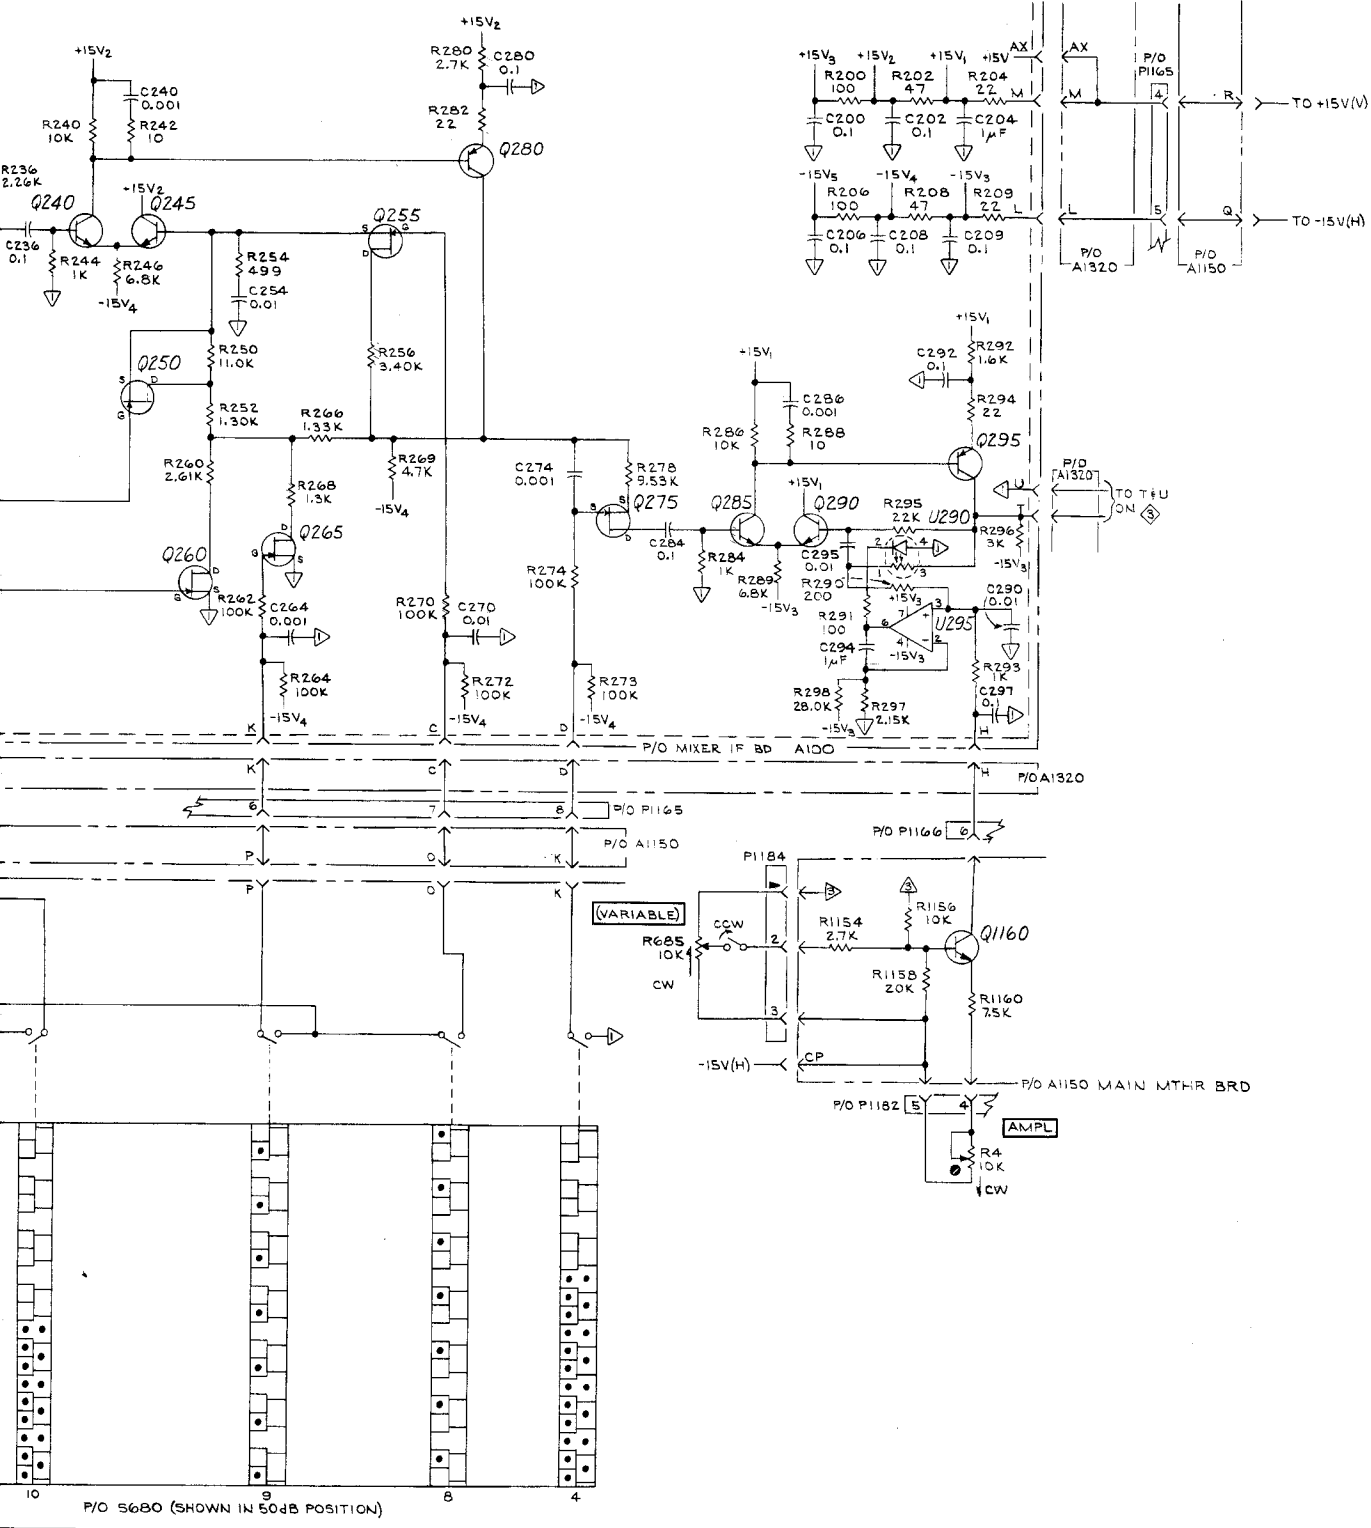 +15V2
R280
2.7K
C280
0.1
R282
22
Q280
+15V2
C240
0.001
R240
10K
R242
10
R236
2.26K
Q240
+15V2
Q245
C236
0.1
R244
1K
R246
6.8K
-15V4
R254
499
C254
0.01
Q255
S
G
D
R250
11.0K
Q250
S
D
G
R252
1.30K
R256
3.40K
R266
1.33K
R260
2.61K
R268
1.3K
R269
4.7K
-15V4
Q265
D
G
S
Q260
D
G
S
R262
100K
C264
0.001
R264
100K
-15V4
R270
100K
C270
0.01
R272
100K
-15V4
C274
0.001
R278
9.53K
Q275
S
D
R274
100K
R273
100K
-15V4
C284
0.1
R284
1K
Q285
+15V1
R286
10K
C286
0.001
R288
10
+15V1
Q290
R289
6.8K
-15V3
+15V1
R292
1.6K
C292
0.1
R294
22
Q295
R295
22K
U290
2
4
1
3
C295
0.01
R290
200
R291
100
C294
1µF
+15V3
7
3
+
6
U295
-
2
4
-15V3
R296
3K
-15V3
C290
0.01
R293
1K
C297
0.1
R298
28.0K
-15V3
R297
2.15K
+15V3
+15V2
+15V1
+15V
AX
AX
R200
100
R202
47
R204
22
M
M
C200
0.1
C202
0.1
C204
1µF
P/O
P1165
4
R
TO +15V(V)
-15V5
-15V4
-15V3
R206
100
R208
47
R209
22
L
L
5
Q
TO -15V(H)
C206
0.1
C208
0.1
C209
0.1
P/O
A1320
P/O
A1150
P/O
A1320
U
T
TO T&U
ON 3
K
C
D
H
P/O MIXER IF BD A100
K
C
D
H
P/O A1320
6
7
8
P/O P1165
P/O P1166
6
P/O A1150
P
O
K
P
O
K
P1184
(VARIABLE)
R685
10K
CCW
CW
2
3
3
R1154
2.7K
3
R1156
10K
Q1160
R1158
20K
R1160
7.5K
-15V(H)
CP
P/O A1150 MAIN MTHR BRD
P/O P1182
5
4
AMPL
R4
10K
CW
10
9
8
4
P/O S680 (SHOWN IN 50dB POSITION)